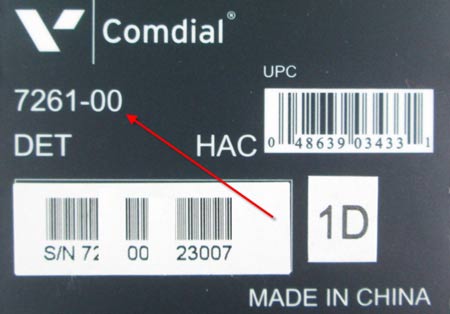 Comdial®
UPC
7261-00
DET HAC
0 48639 03433 1
S/N 72 00 23007
1D
MADE IN CHINA